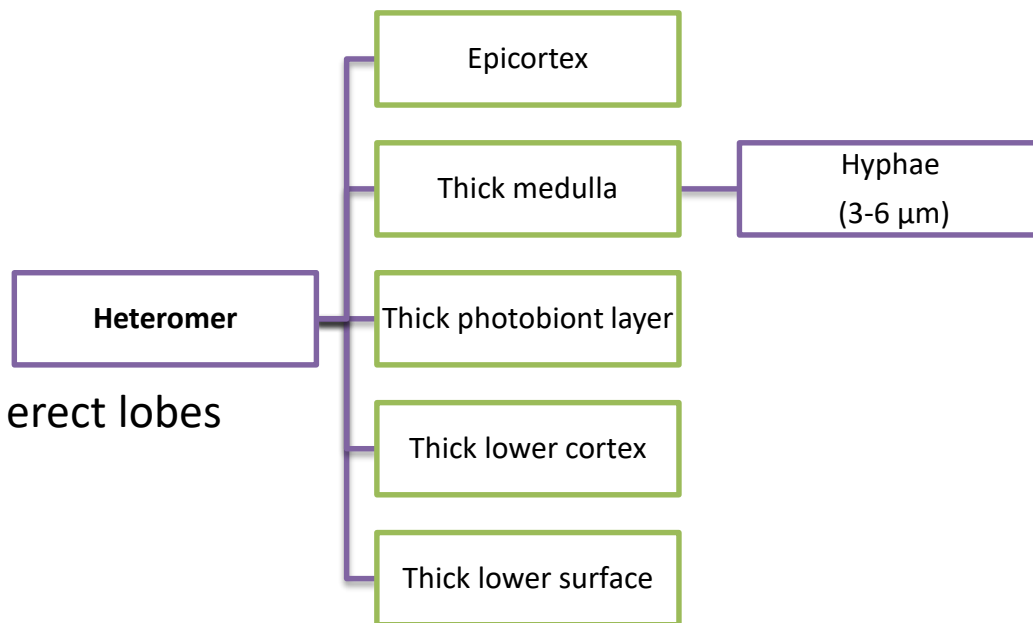 Epicortex
Thick medulla
Hyphae
(3-6 µm)
Heteromer
Thick photobiont layer
erect lobes
Thick lower cortex
Thick lower surface